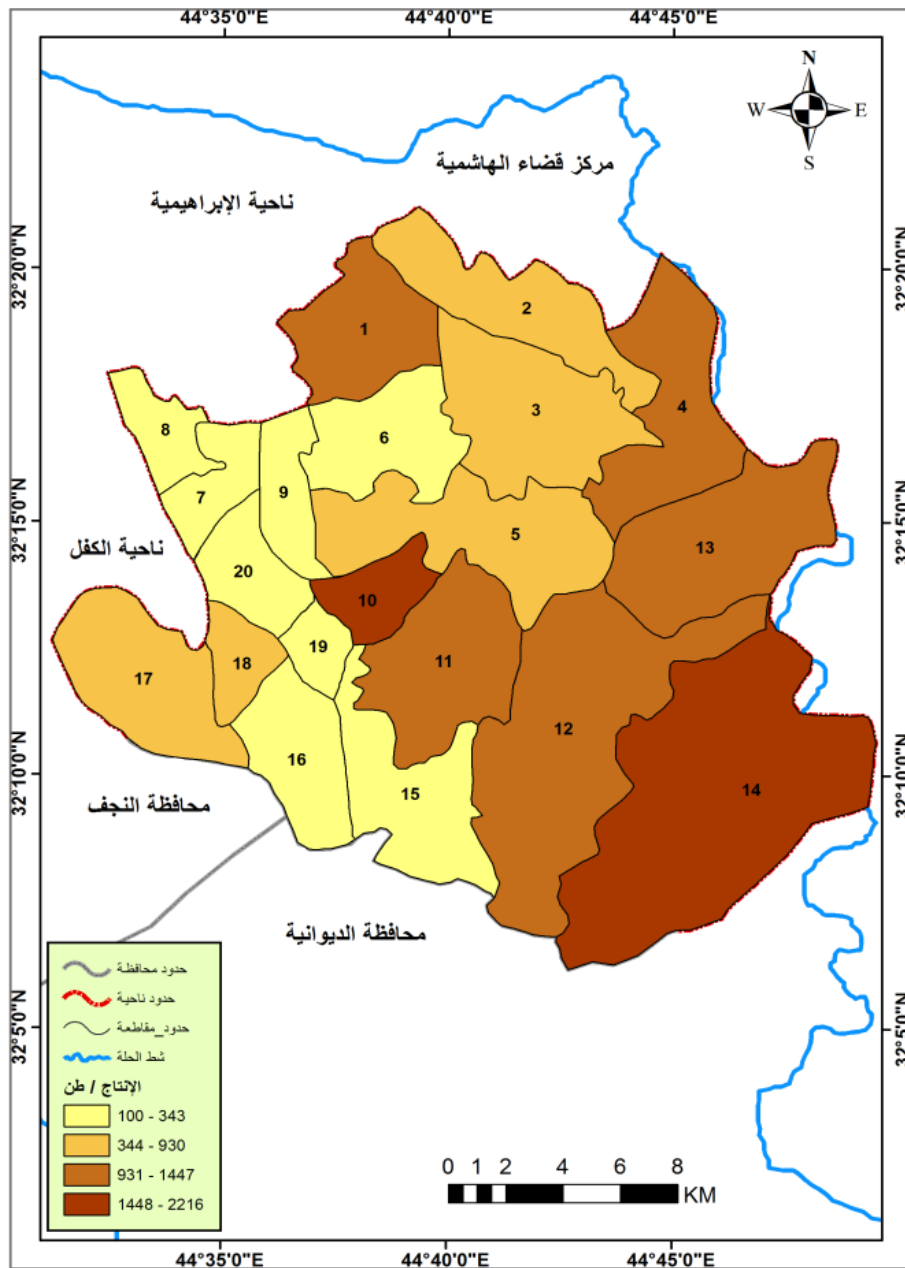 44°35'0"E 44°40'0"E 44°45'0"E
N
W E
S
مركز قضاء الهاشمية
ناحية الإبراهيمية
32°20'0"N 32°20'0"N
2
1
3
4
8
6
9
7
32°15'0"N 32°15'0"N
5
13
ناحية الكفل
20
10
19
18
11
17
12
16
32°10'0"N 32°10'0"N
14
15
محافظة النجف
محافظة الديوانية
حدود محافظة
حدود ناحية
حدود_مقاطعة
شط الحلة
الإنتاج / طن
100 - 343
344 - 930
931 - 1447
1448 - 2216
32°5'0"N 32°5'0"N
0 1 2 4 6 8
KM
44°35'0"E 44°40'0"E 44°45'0"E